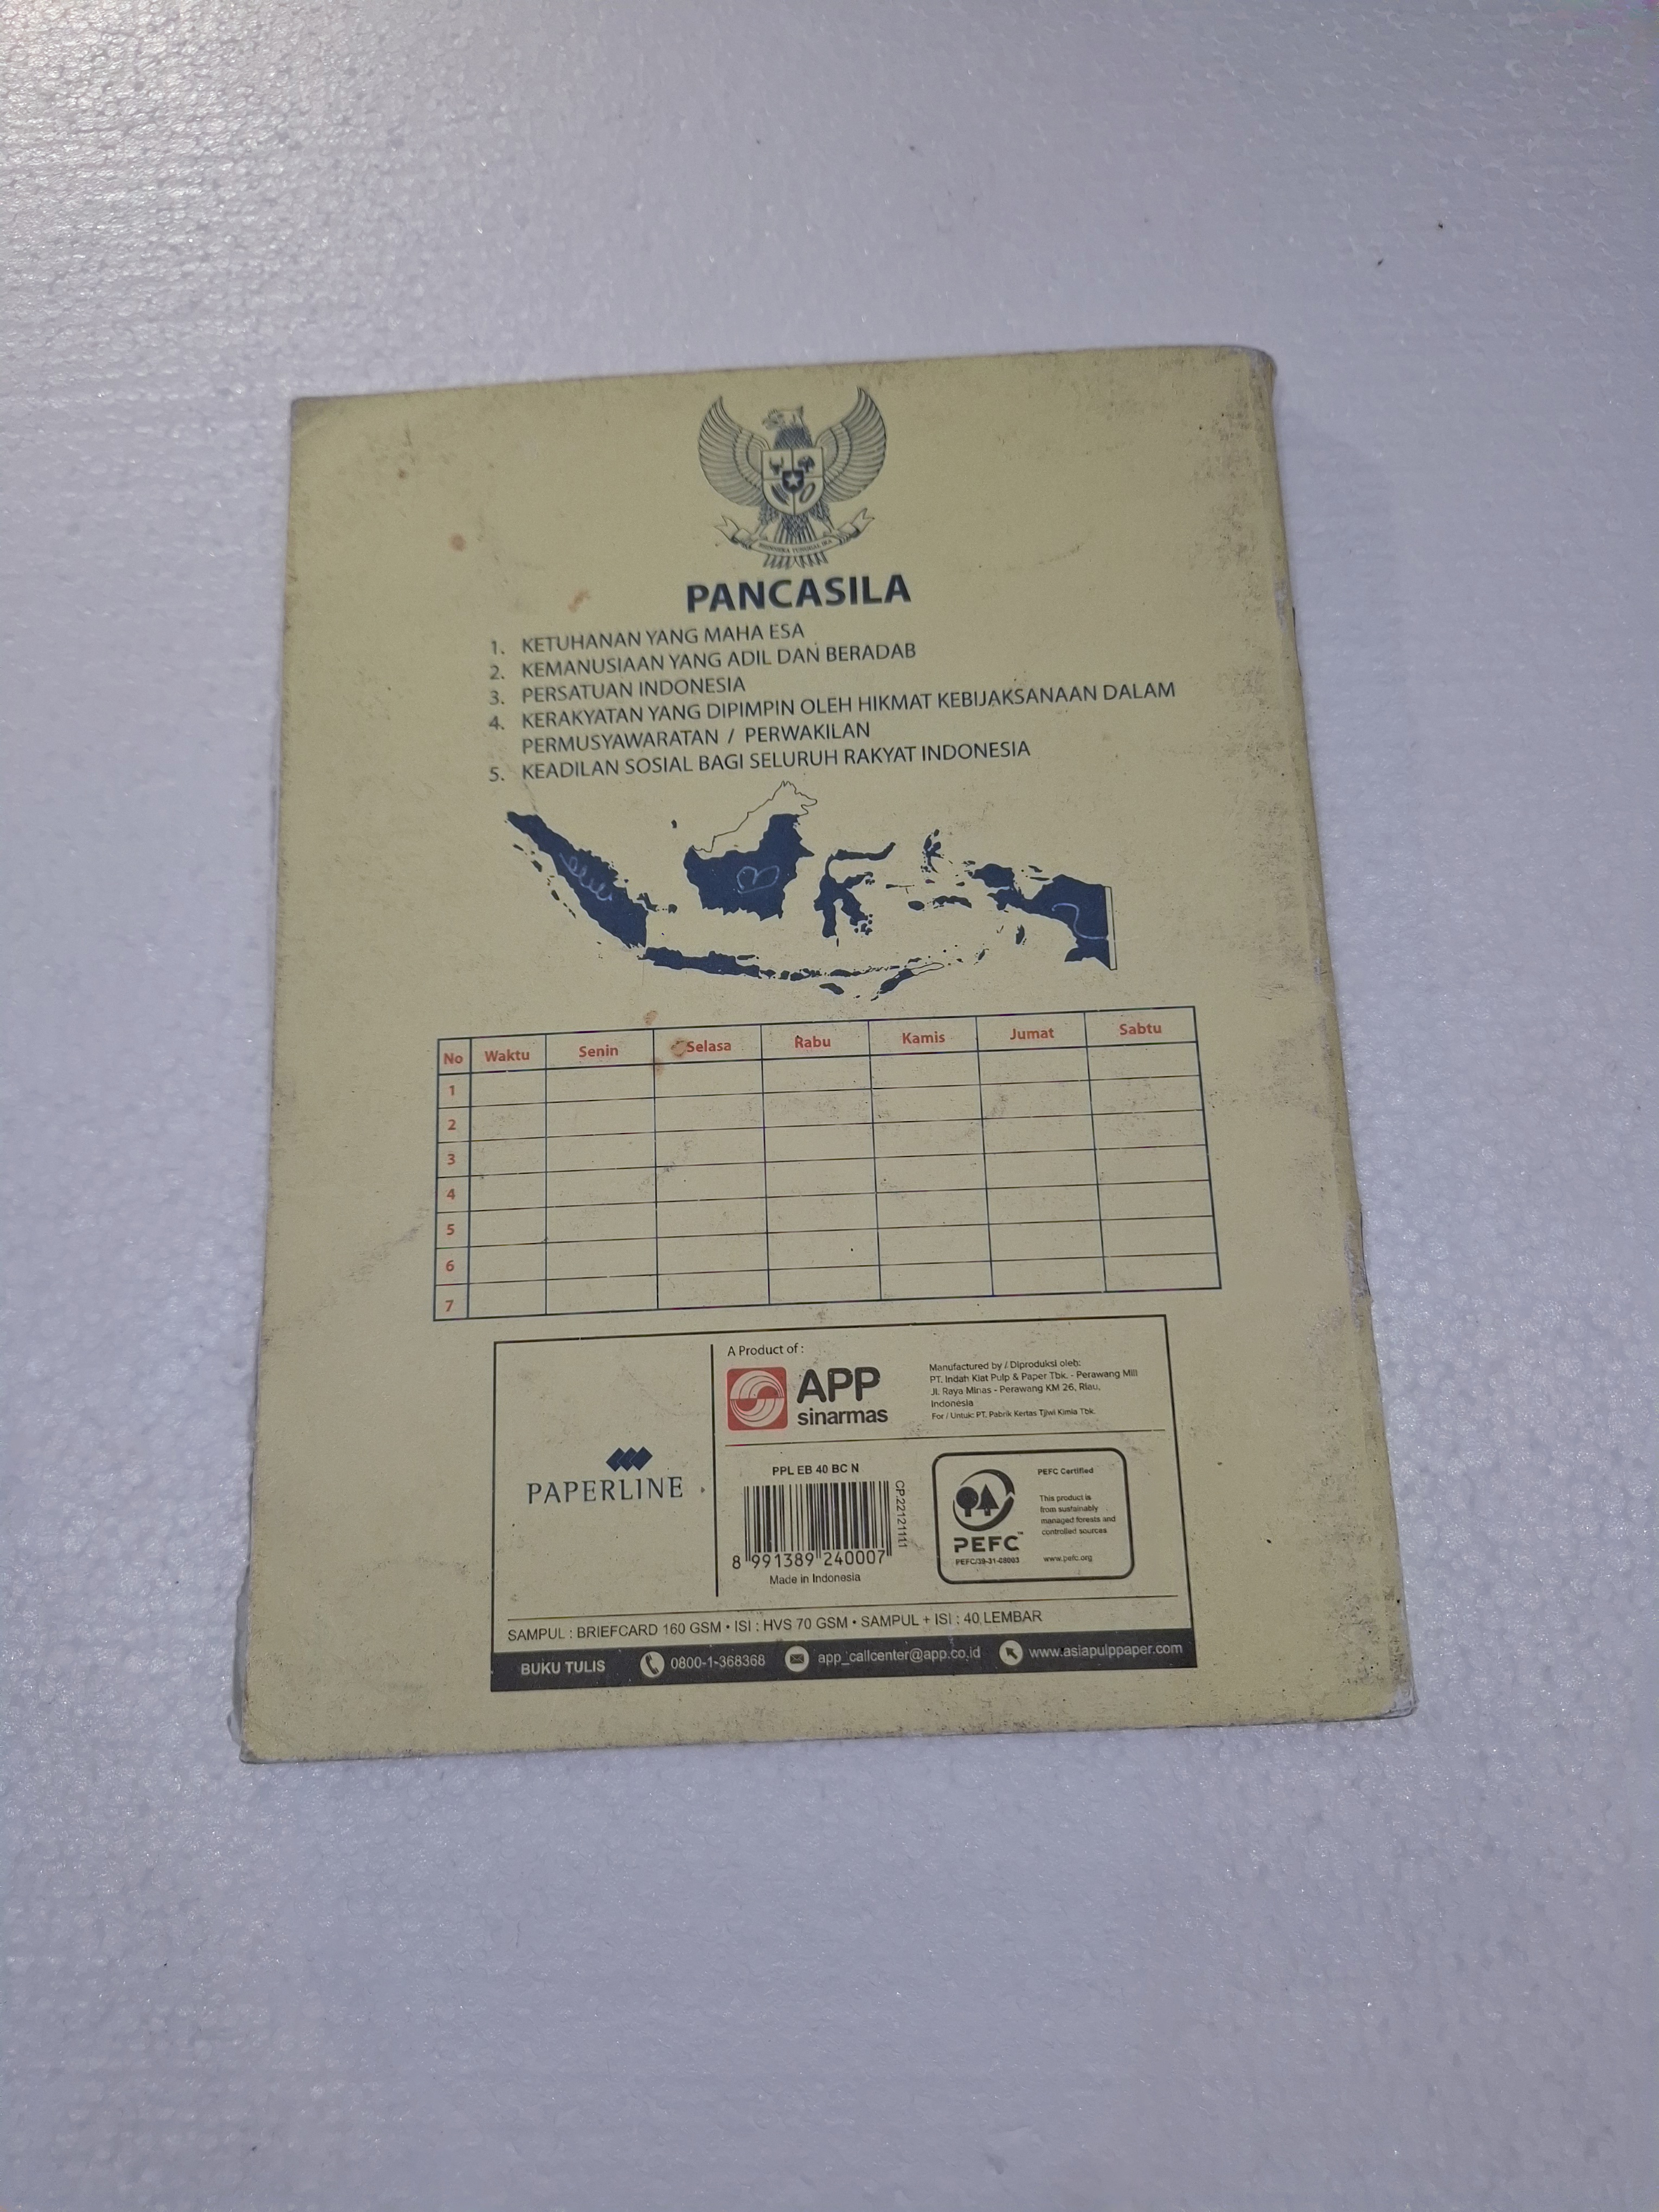 PANCASILA
1. KETUHANAN YANG MAHA ESA
2. KEMANUSIAAN YANG ADIL DAN BERADAB
3. PERSATUAN INDONESIA
4. KERAKYATAN YANG DIPIMPIN OLEH HIKMAT KEBIJAKSANAAN DALAM
PERMUSYAWARATAN / PERWAKILAN
5. KEADILAN SOSIAL BAGI SELURUH RAKYAT INDONESIA
No Waktu Senin Selasa Rabu Kamis Jumat Sabtu
1
2
3
4
5
6
7
PAPERLINE
A Product of :
APP
sinarmas
Manufactured by / Diproduksi oleh:
PT. Indah Kiat Pulp & Paper Tbk. - Perawang Mill
Jl. Raya Minas - Perawang KM 26, Riau,
Indonesia
For / Untuk: PT. Pabrik Kertas Tjiwi Kimia Tbk.
PPL EB 40 BC N
CP.22121111
8 991389 240007
Made in Indonesia
PEFC™
PEFC/39-31-08003
PEFC Certified
This product is
from sustainably
managed forests and
controlled sources
www.pefc.org
SAMPUL : BRIEFCARD 160 GSM • ISI : HVS 70 GSM • SAMPUL + ISI : 40 LEMBAR
BUKU TULIS 0800-1-368368 app_callcenter@app.co.id www.asiapulppaper.com